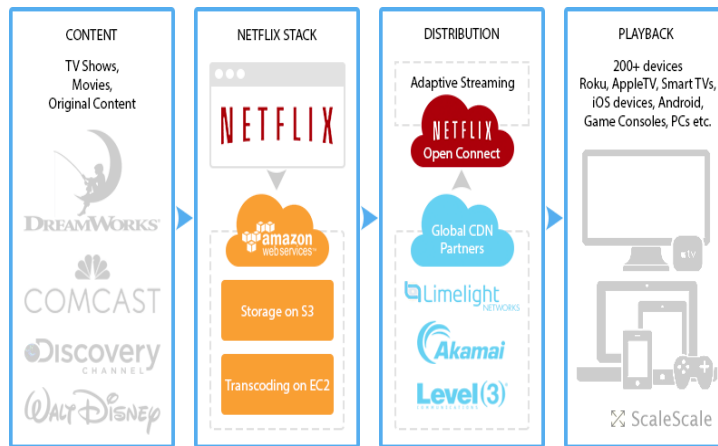 CONTENT
TV Shows,
Movies,
Original Content
DREAMWORKS
COMCAST
Discovery
CHANNEL
WALT DISNEY
NETFLIX STACK
NETFLIX
amazon
webservices™
Storage on S3
Transcoding on EC2
DISTRIBUTION
Adaptive Streaming
NETFLIX
Open Connect
Global CDN
Partners
Limelight
NETWORKS
Akamai
Level(3)
COMMUNICATIONS
PLAYBACK
200+ devices
Roku, AppleTV, Smart TVs,
iOS devices, Android,
Game Consoles, PCs etc.
tv
ScaleScale